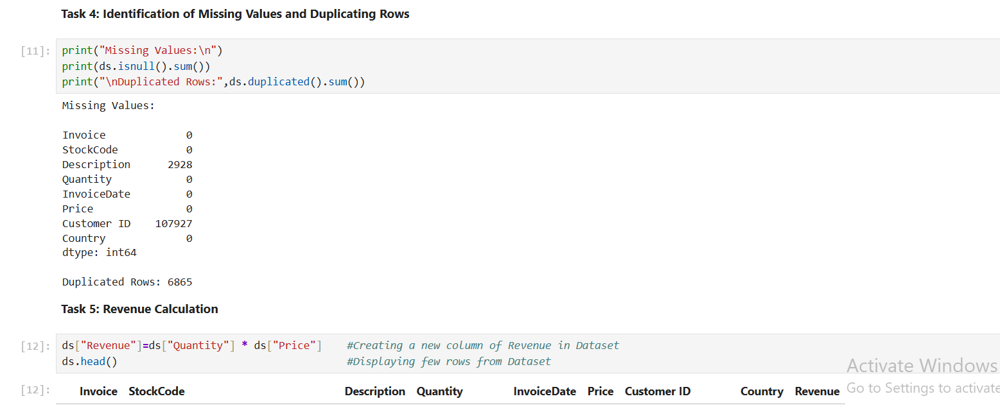 Task 4: Identification of Missing Values and Duplicating Rows
[11]: print("Missing Values:\n")
print(ds.isnull().sum())
print("\nDuplicated Rows:",ds.duplicated().sum())
Missing Values:
Invoice 0
StockCode 0
Description 2928
Quantity 0
InvoiceDate 0
Price 0
Customer ID 107927
Country 0
dtype: int64
Duplicated Rows: 6865
Task 5: Revenue Calculation
[12]: ds["Revenue"]=ds["Quantity"] * ds["Price"] #Creating a new column of Revenue in Dataset
ds.head() #Displaying few rows from Dataset
[12]: Invoice StockCode Description Quantity InvoiceDate Price Customer ID Country Revenue
Activate Windows
Go to Settings to activate